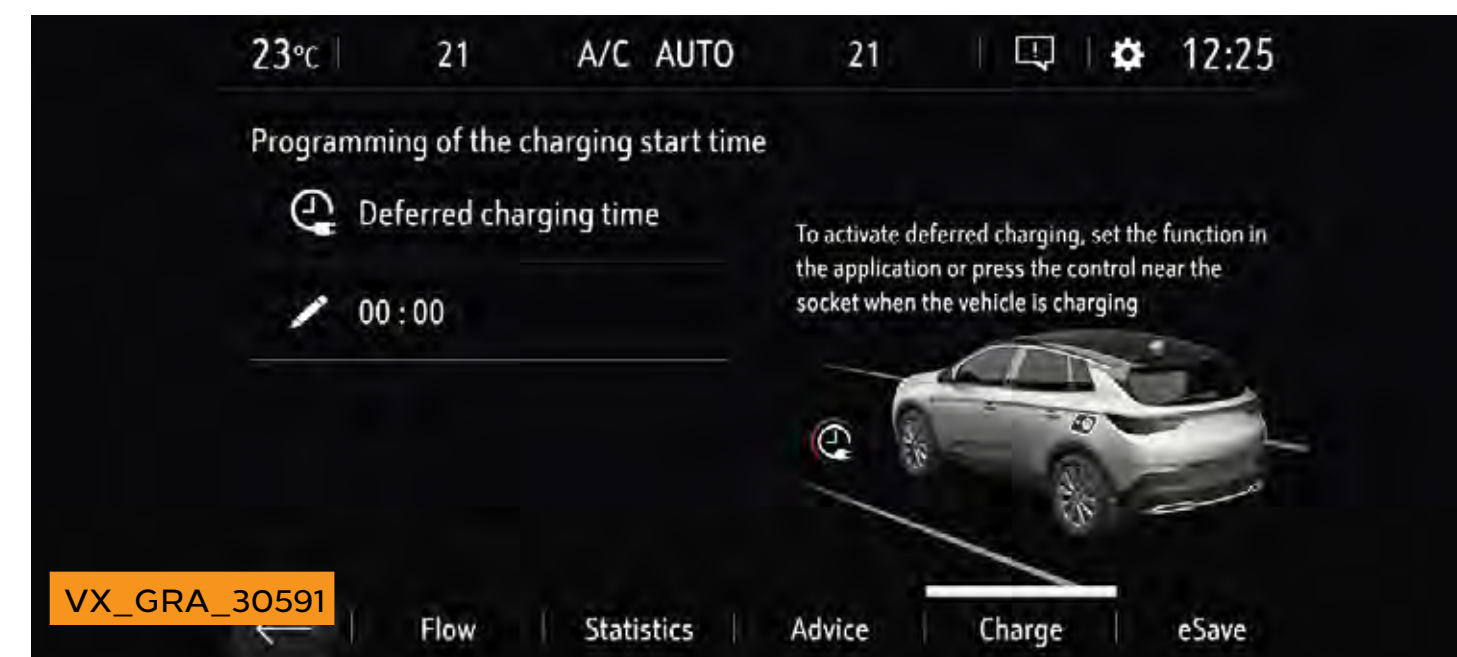 23°C 21 A/C AUTO 21 12:25
Programming of the charging start time
Deferred charging time
00 : 00
To activate deferred charging, set the function in
the application or press the control near the
socket when the vehicle is charging
VX_GRA_30591
Flow Statistics Advice Charge eSave